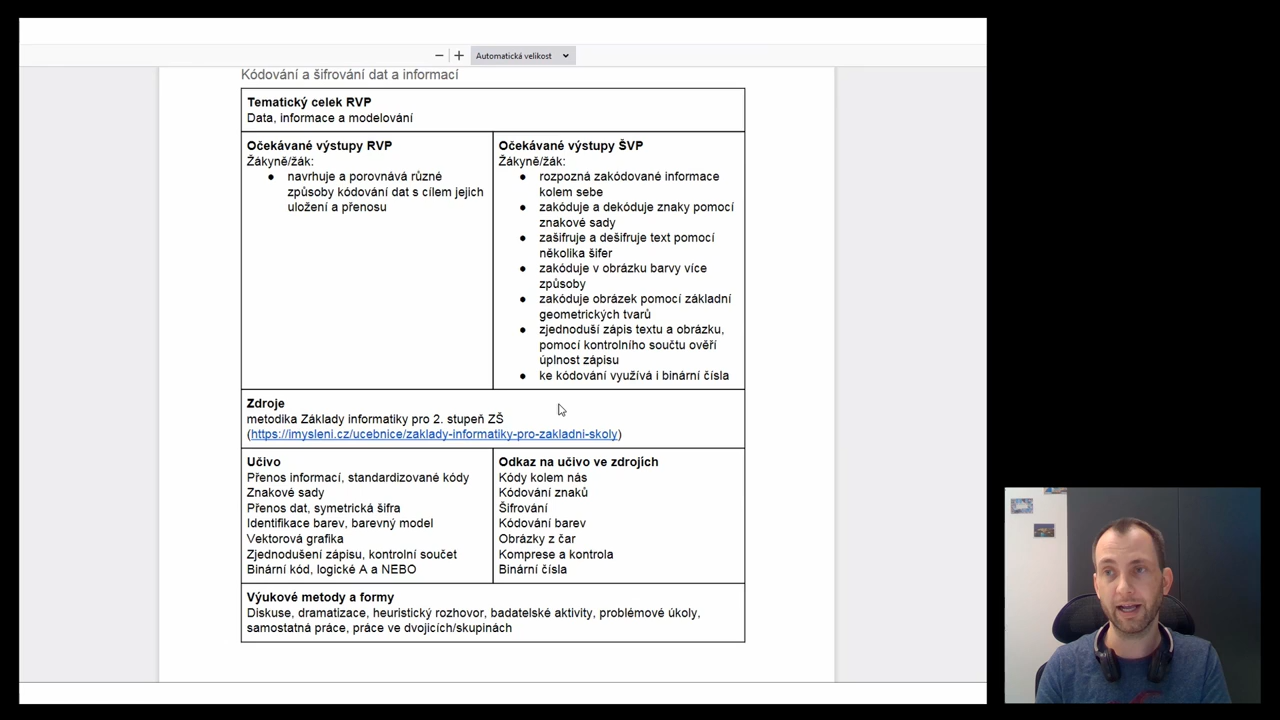 Automatická velikost
Kódování a šifrování dat a informací
Tematický celek RVP
Data, informace a modelování
Očekávané výstupy RVP
Žákyně/žák:
● navrhuje a porovnává různé
způsoby kódování dat s cílem jejich
uložení a přenosu
Očekávané výstupy ŠVP
Žákyně/žák:
● rozpozná zakódované informace
kolem sebe
● zakóduje a dekóduje znaky pomocí
znakové sady
● zašifruje a dešifruje text pomocí
několika šifer
● zakóduje v obrázku barvy více
způsoby
● zakóduje obrázek pomocí základní
geometrických tvarů
● zjednoduší zápis textu a obrázku,
pomocí kontrolního součtu ověří
úplnost zápisu
● ke kódování využívá i binární čísla
Zdroje
metodika Základy informatiky pro 2. stupeň ZŠ
(https://imysleni.cz/ucebnice/zaklady-informatiky-pro-zakladni-skoly)
Učivo
Přenos informací, standardizované kódy
Znakové sady
Přenos dat, symetrická šifra
Identifikace barev, barevný model
Vektorová grafika
Zjednodušení zápisu, kontrolní součet
Binární kód, logické A a NEBO
Odkaz na učivo ve zdrojích
Kódy kolem nás
Kódování znaků
Šifrování
Kódování barev
Obrázky z čar
Komprese a kontrola
Binární čísla
Výukové metody a formy
Diskuse, dramatizace, heuristický rozhovor, badatelské aktivity, problémové úkoly,
samostatná práce, práce ve dvojicích/skupinách